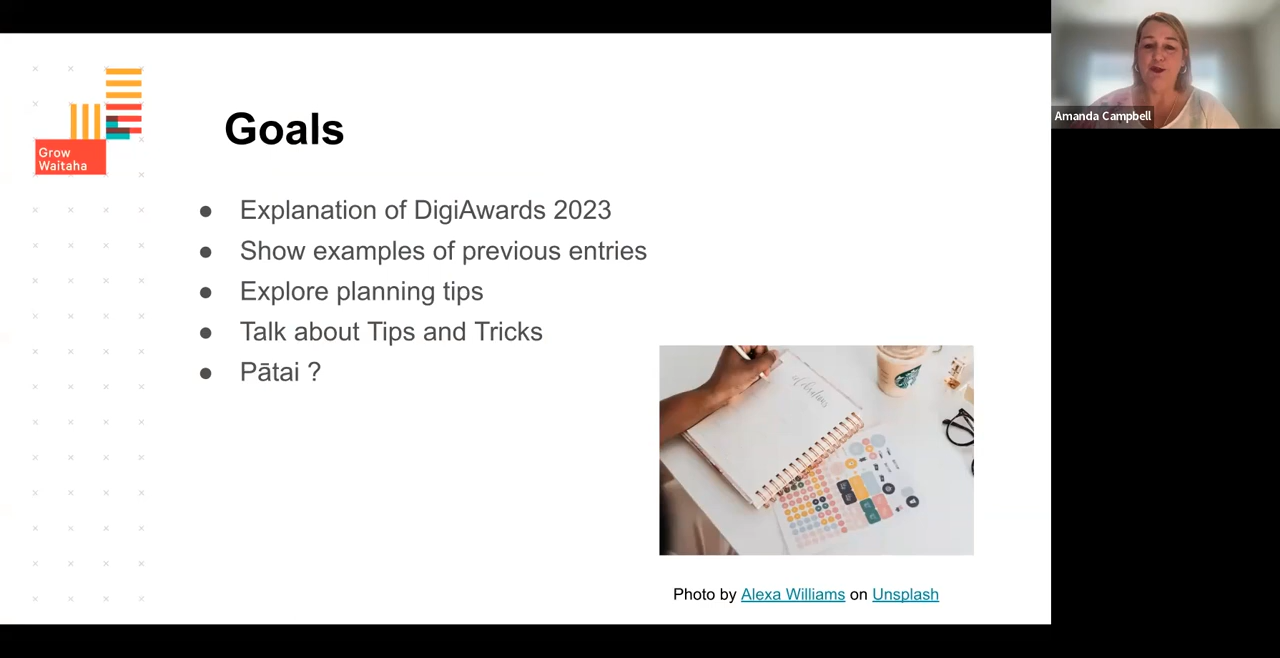 Grow
Waitaha
Goals
● Explanation of DigiAwards 2023
● Show examples of previous entries
● Explore planning tips
● Talk about Tips and Tricks
● Pātai ?
Photo by Alexa Williams on Unsplash
Amanda Campbell